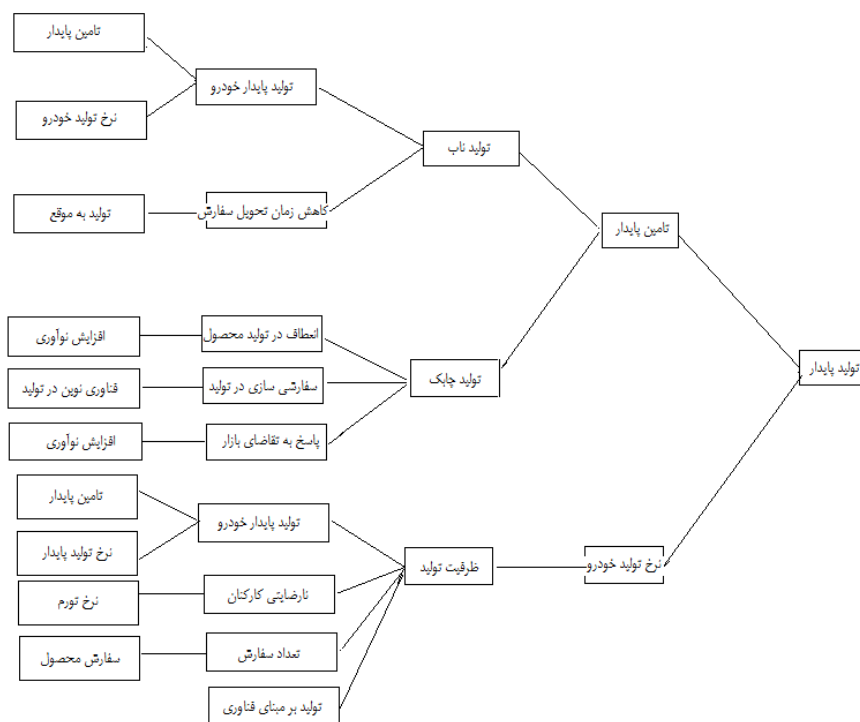 تامین پایدار
تولید پایدار خودرو
نرخ تولید خودرو
تولید ناب
تولید به موقع
کاهش زمان تحویل سفارش
تامین پایدار
انعطاف در تولید محصول
افزایش نوآوری
تولید پایدار
تولید چابک
سفارشی سازی در تولید
فناوری نوین در تولید
پاسخ به تقاضای بازار
افزایش نوآوری
تامین پایدار
تولید پایدار خودرو
نرخ تولید پایدار
نرخ تولید خودرو
ظرفیت تولید
نارضایتی کارکنان
نرخ تورم
تعداد سفارش
سفارش محصول
تولید بر مبنای فناوری